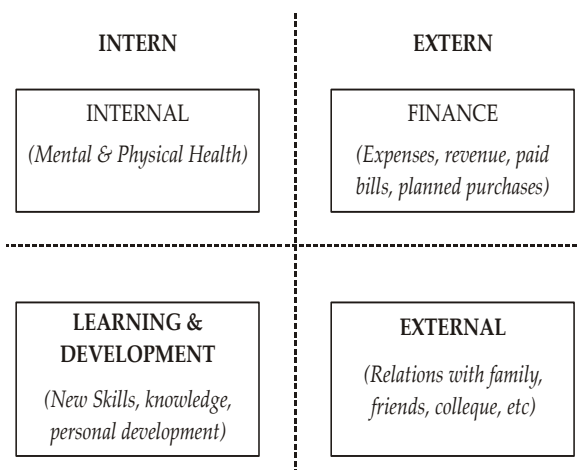 INTERN
EXTERN
INTERNAL
(Mental & Physical Health)
FINANCE
(Expenses, revenue, paid
bills, planned purchases)
LEARNING &
DEVELOPMENT
(New Skills, knowledge,
personal development)
EXTERNAL
(Relations with family,
friends, colleque, etc)